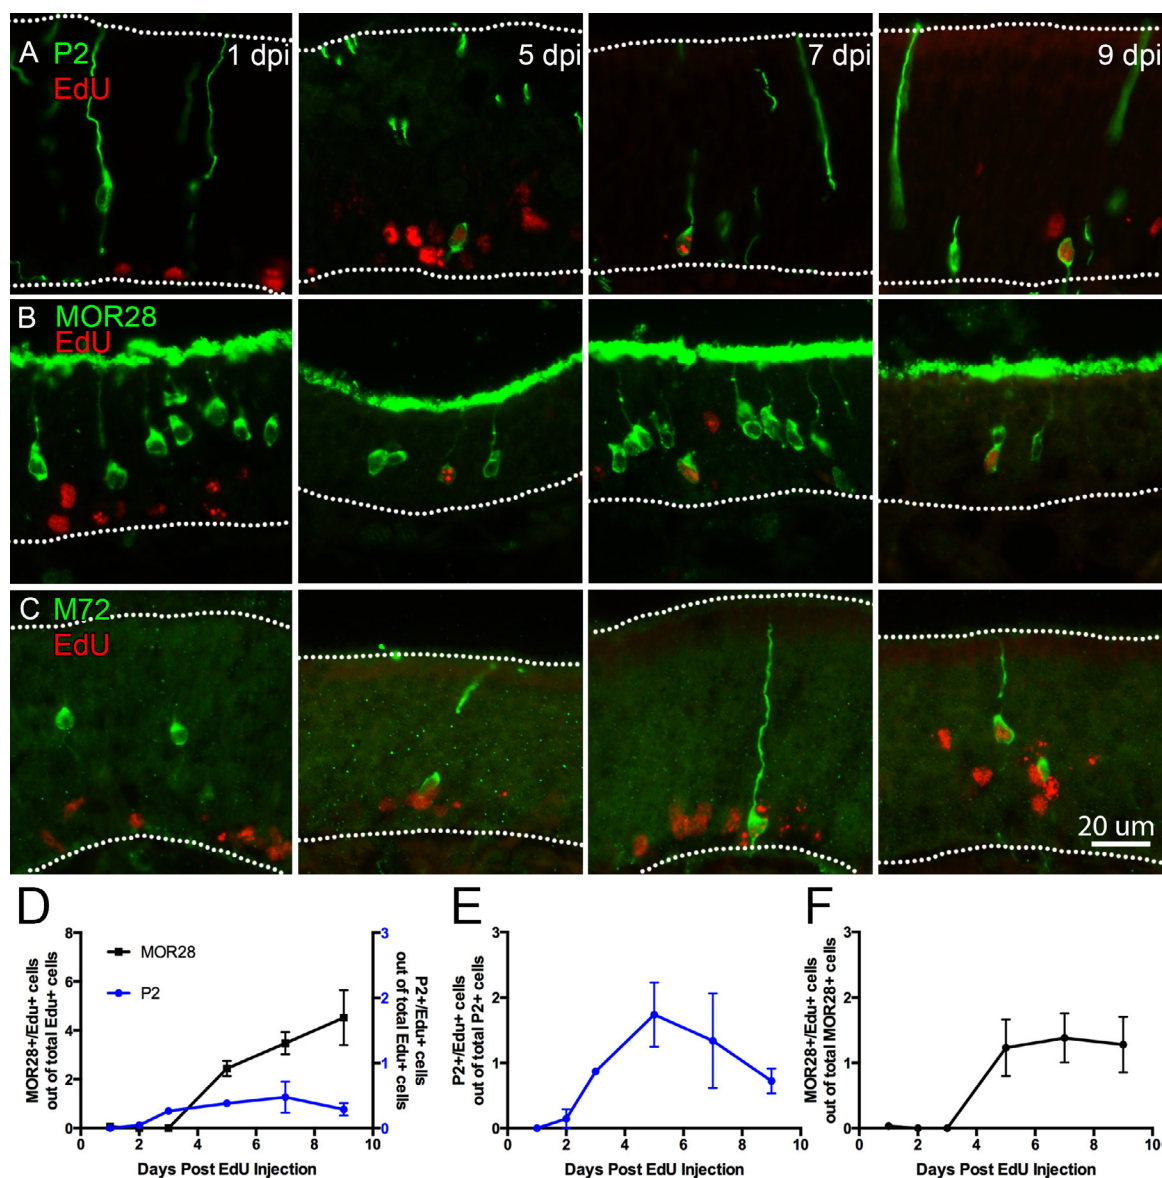 A P2
EdU
1 dpi
5 dpi
7 dpi
9 dpi
B MOR28
EdU
C M72
EdU
20 um
D
MOR28+/Edu+ cells
out of total Edu+ cells
8
6
4
2
0
MOR28
P2
3
2
1
0
P2+/Edu+ cells
out of total Edu+ cells
0 2 4 6 8 10
Days Post EdU Injection
E
P2+/Edu+ cells
out of total P2+ cells
3
2
1
0
0 2 4 6 8 10
Days Post EdU Injection
F
MOR28+/Edu+ cells
out of total MOR28+ cells
3
2
1
0
0 2 4 6 8 10
Days Post EdU Injection